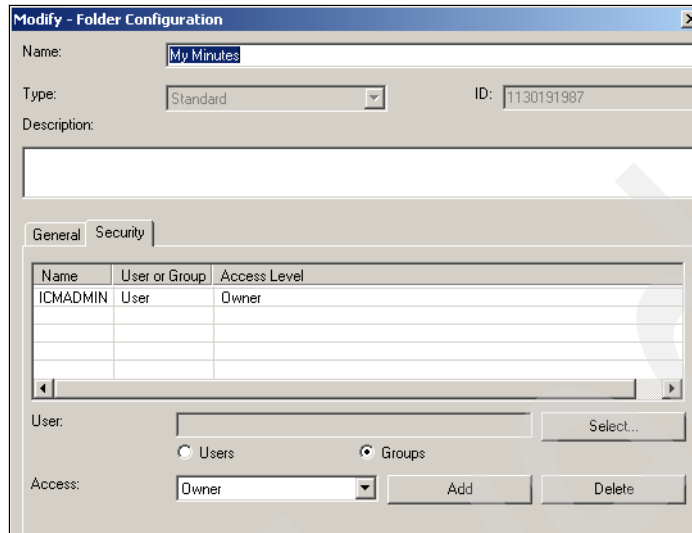 Modify - Folder Configuration
Name: My Minutes
Type: Standard ID: 1130191987
Description:
General Security
Name User or Group Access Level
ICMADMIN User Owner
User: Select...
Users Groups
Access: Owner Add Delete